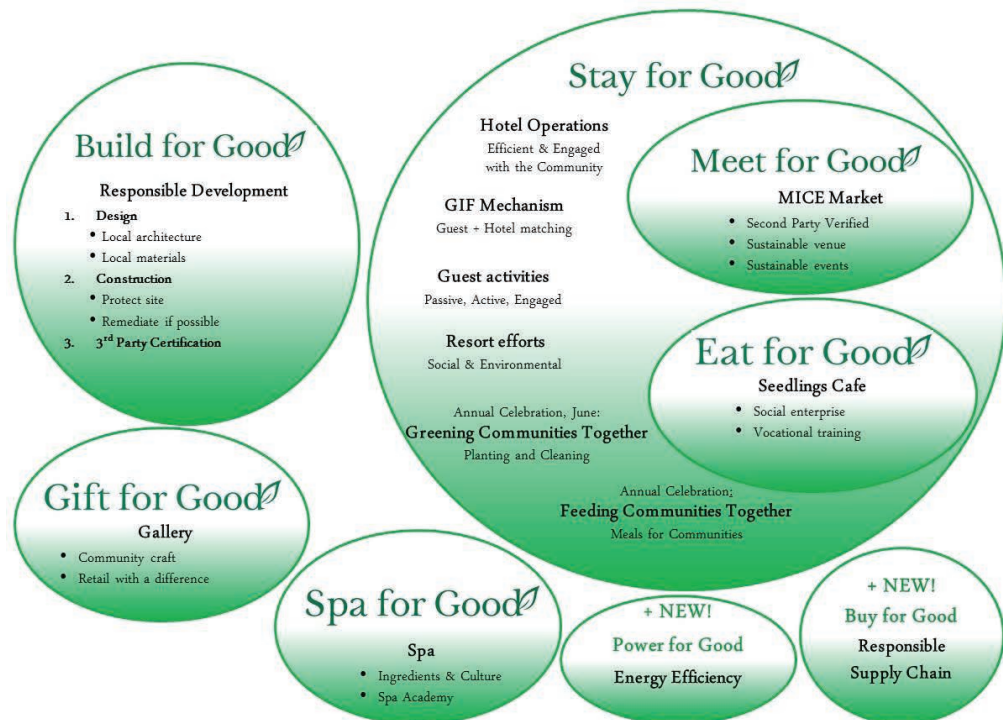 Build for Good
Responsible Development
1. Design
• Local architecture
• Local materials
2. Construction
• Protect site
• Remediate if possible
3. 3rd Party Certification
Stay for Good
Hotel Operations
Efficient & Engaged
with the Community
GIF Mechanism
Guest + Hotel matching
Guest activities
Passive, Active, Engaged
Resort efforts
Social & Environmental
Annual Celebration, June:
Greening Communities Together
Planting and Cleaning
Annual Celebration:
Feeding Communities Together
Meals for Communities
Meet for Good
MICE Market
• Second Party Verified
• Sustainable venue
• Sustainable events
Eat for Good
Seedlings Cafe
• Social enterprise
• Vocational training
Gift for Good
Gallery
• Community craft
• Retail with a difference
Spa for Good
Spa
• Ingredients & Culture
• Spa Academy
+ NEW!
Power for Good
Energy Efficiency
+ NEW!
Buy for Good
Responsible
Supply Chain